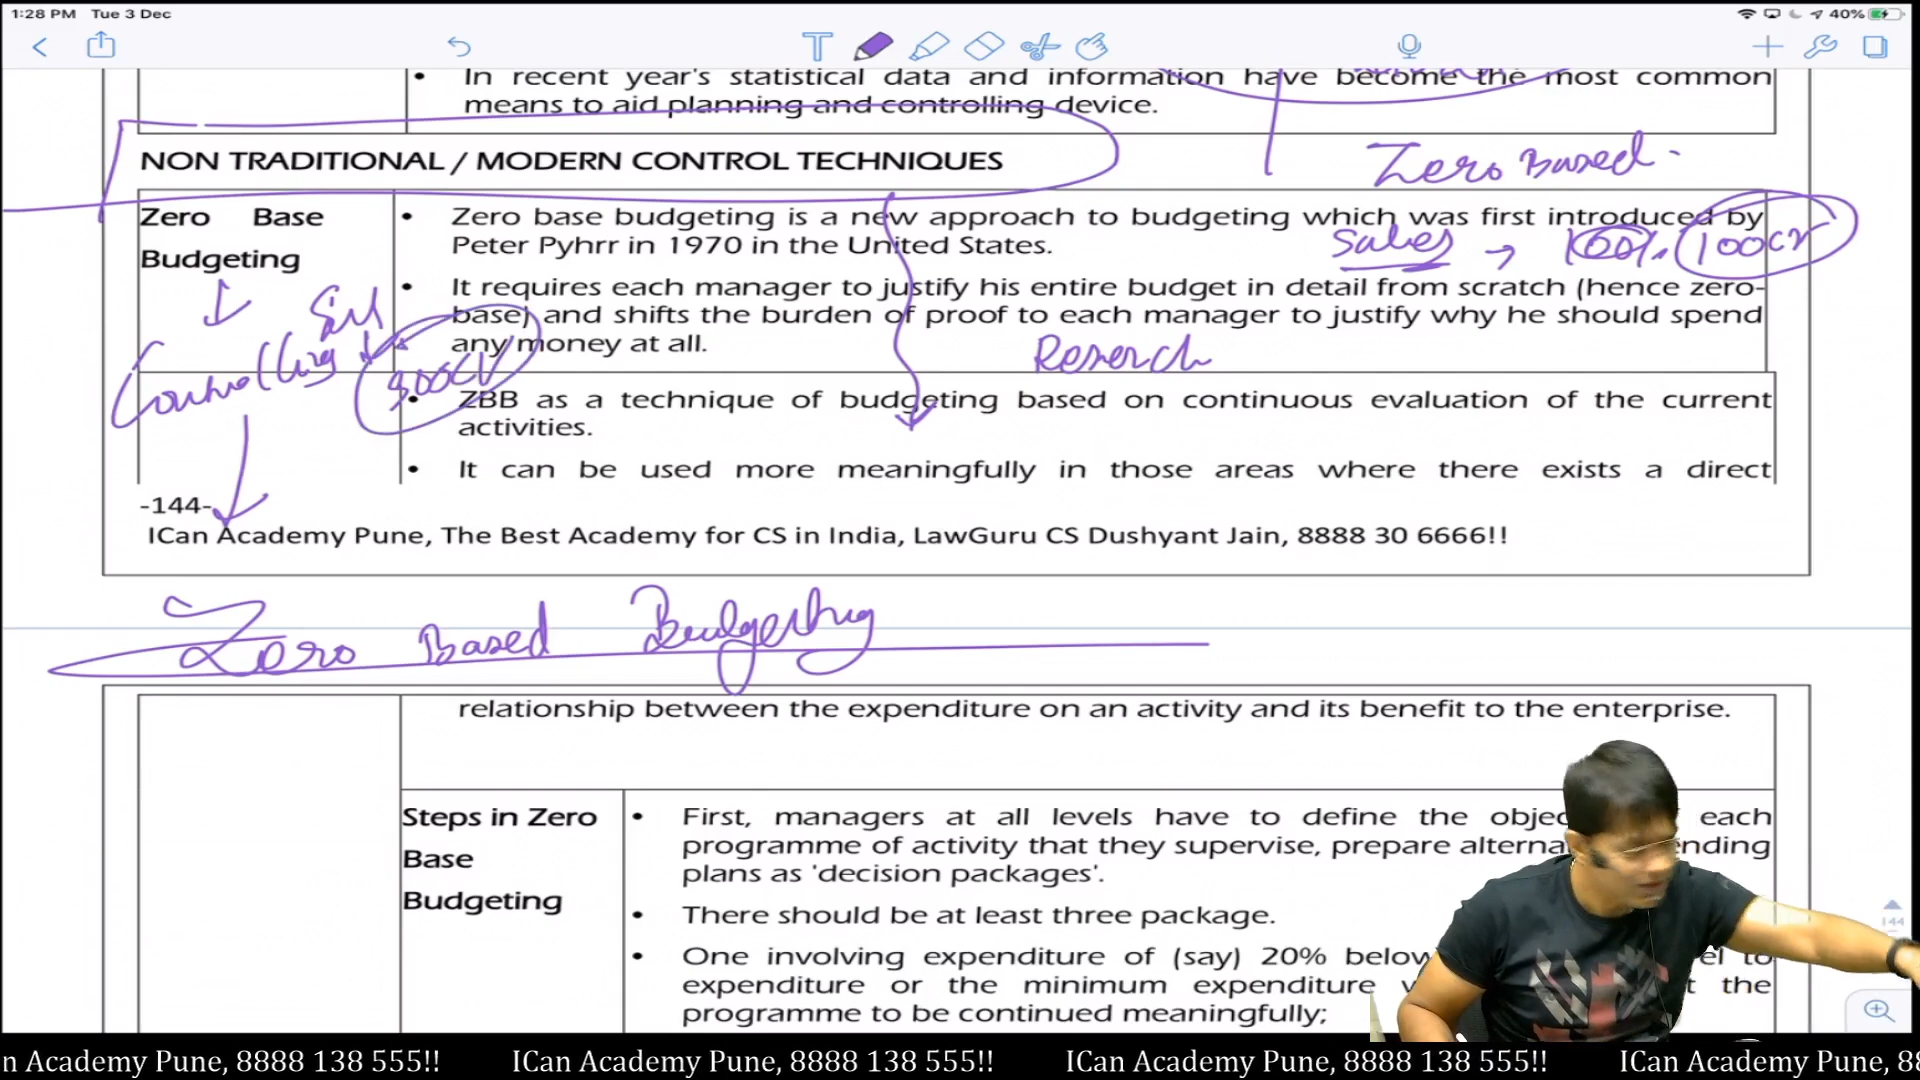 1:28 PM Tue 3 Dec
40%
In recent year's statistical data and information have become the most common
means to aid planning and controlling device.
NON TRADITIONAL / MODERN CONTROL TECHNIQUES
Zero Based
Zero Base
Budgeting
• Zero base budgeting is a new approach to budgeting which was first introduced by
Peter Pyhrr in 1970 in the United States.
Sales → 100% 100cr
• It requires each manager to justify his entire budget in detail from scratch (hence zero-
base) and shifts the burden of proof to each manager to justify why he should spend
any money at all.
Controlling
300Cr
Reserch
• ZBB as a technique of budgeting based on continuous evaluation of the current
activities.
• It can be used more meaningfully in those areas where there exists a direct
-144-
ICan Academy Pune, The Best Academy for CS in India, LawGuru CS Dushyant Jain, 8888 30 6666!!
Zero Based Budgeting
relationship between the expenditure on an activity and its benefit to the enterprise.
Steps in Zero
Base
Budgeting
• First, managers at all levels have to define the each
programme of activity that they supervise, prepare
plans as 'decision packages'.
• There should be at least three package.
• One involving expenditure of (say) 20% below to
expenditure or the minimum expenditure the
programme to be continued meaningfully;
144
n Academy Pune, 8888 138 555!! ICan Academy Pune, 8888 138 555!! ICan Academy Pune, 8888 138 555!! ICan Academy Pune, 88